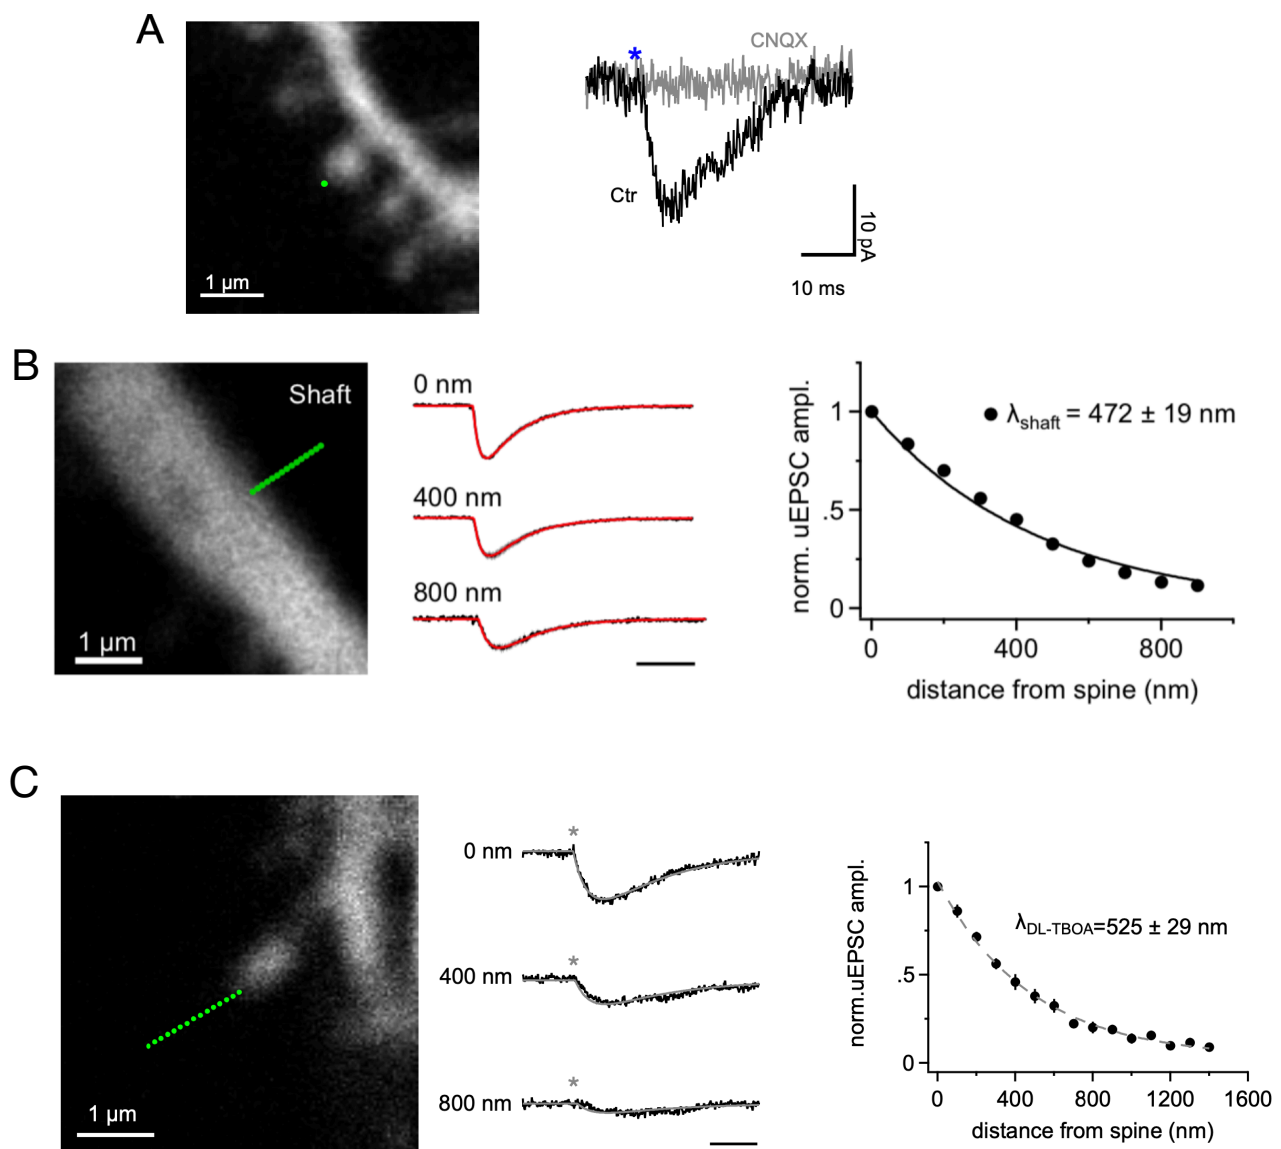 A
1 µm
*
CNQX
Ctr
10 pA
10 ms
B
Shaft
1 µm
0 nm
400 nm
800 nm
norm. uEPSC ampl.
1
.5
0
λshaft = 472 ± 19 nm
0 400 800
distance from spine (nm)
C
1 µm
*
0 nm
*
400 nm
*
800 nm
norm.uEPSC ampl.
1
.5
0
λDL-TBOA=525 ± 29 nm
0 400 800 1200 1600
distance from spine (nm)